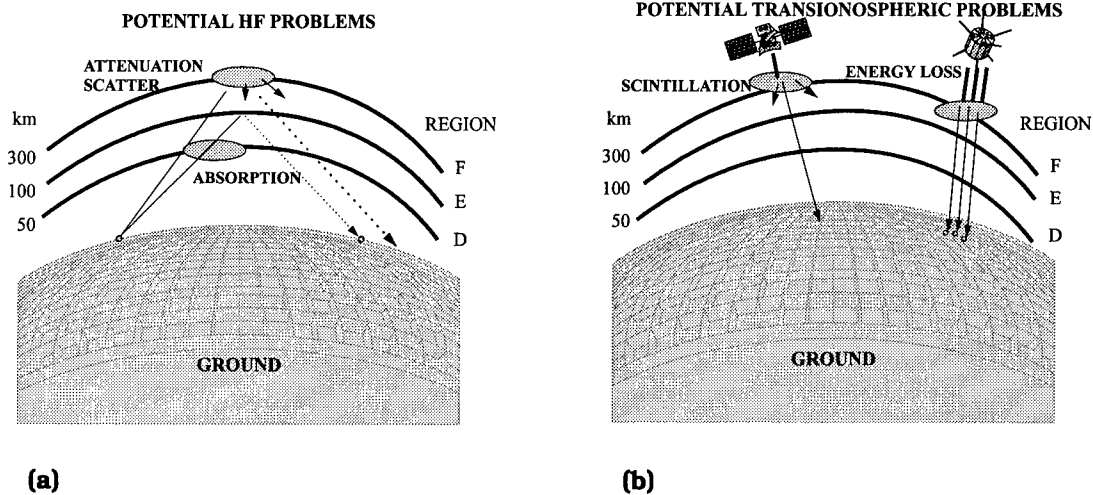 POTENTIAL HF PROBLEMS
ATTENUATION
SCATTER
km
REGION
300
F
100
E
ABSORPTION
50
D
GROUND
(a)
POTENTIAL TRANSIONOSPHERIC PROBLEMS
SCINTILLATION
ENERGY LOSS
km
REGION
300
F
100
E
50
D
GROUND
(b)